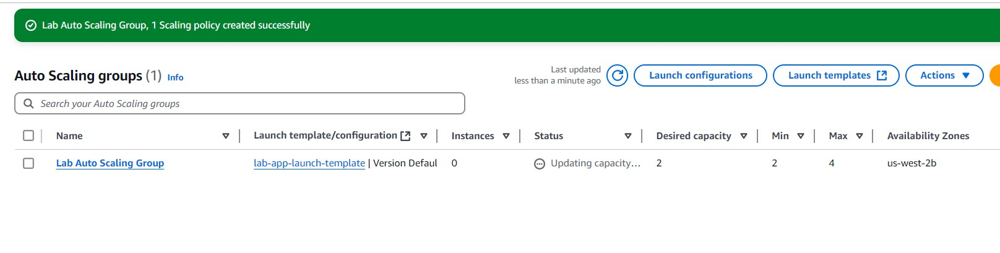 Lab Auto Scaling Group, 1 Scaling policy created successfully
Auto Scaling groups (1) Info
Last updated
less than a minute ago
Launch configurations
Launch templates
Actions
Search your Auto Scaling groups
Name Launch template/configuration Instances Status Desired capacity Min Max Availability Zones
Lab Auto Scaling Group lab-app-launch-template | Version Defaul 0 Updating capacity... 2 2 4 us-west-2b